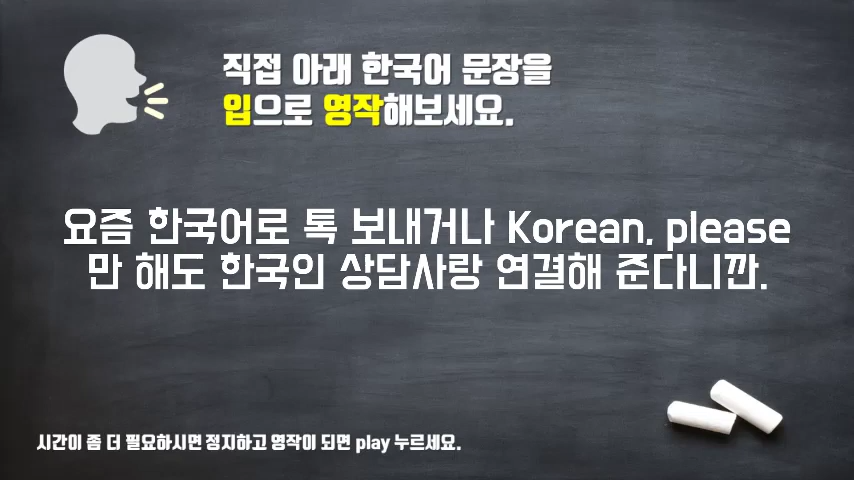 직접 아래 한국어 문장을
입으로 영작해보세요.
요즘 한국어로 톡 보내거나 Korean, please
만 해도 한국인 상담사랑 연결해 준다니깐.
시간이 좀 더 필요하시면 정지하고 영작이 되면 play 누르세요.